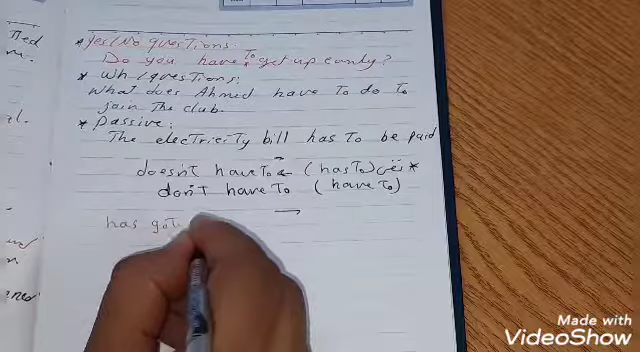 *Yes/No questions:
Do you have To get up early?
* wh/questions:
What does Ahmed have To do To
join The club.
* passive:
The electricity bill has To be paid
doesn't have To ← (has To) نفي *
don't have To (have To)
has got
Made with
VideoShow